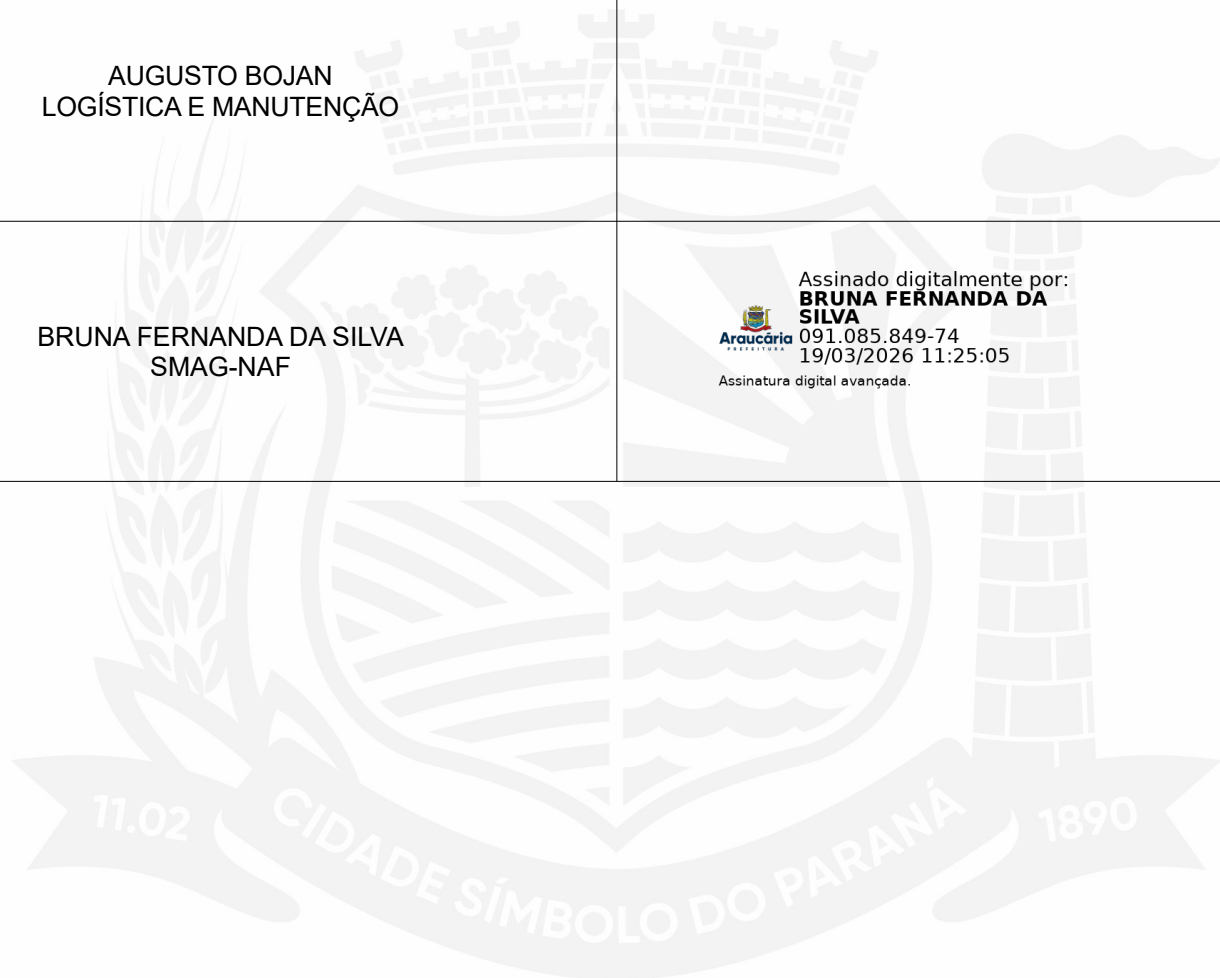 AUGUSTO BOJAN
LOGÍSTICA E MANUTENÇÃO
BRUNA FERNANDA DA SILVA
SMAG-NAF
Assinado digitalmente por:
BRUNA FERNANDA DA
SILVA
091.085.849-74
19/03/2026 11:25:05
Araucária
PREFEITURA
Assinatura digital avançada.
11.02
CIDADE SÍMBOLO DO PARANÁ
1890